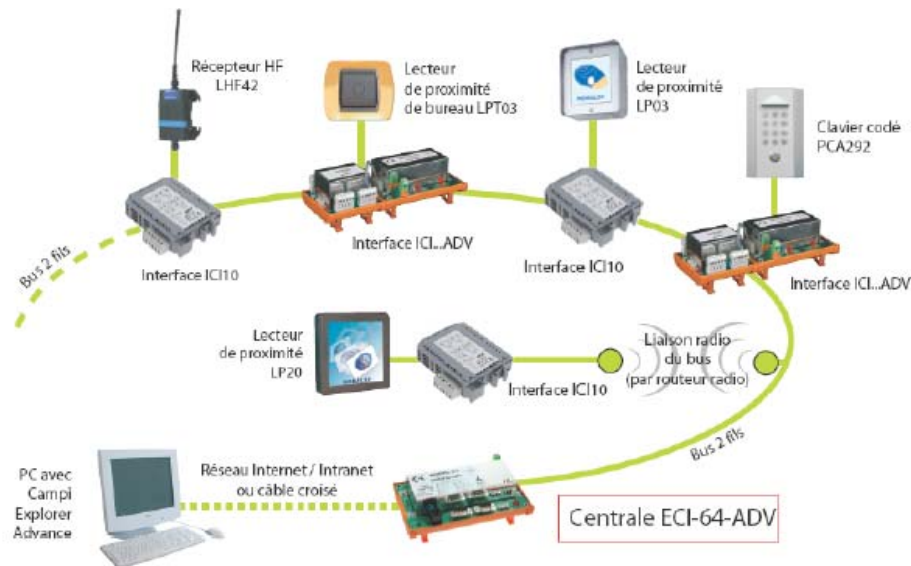 Récepteur HF
LHF42
Lecteur
de proximité
de bureau LPT03
Lecteur
de proximité
LP03
Clavier codé
PCA292
Bus 2 fils
Interface ICI10
Interface ICI...ADV
Interface ICI10
Interface ICI...ADV
Lecteur
de proximité
LP20
Interface ICI10
Liaison radio
du bus
(par routeur radio)
Bus 2 fils
PC avec
Campi
Explorer
Advance
Réseau Internet / Intranet
ou câble croisé
Centrale ECI-64-ADV